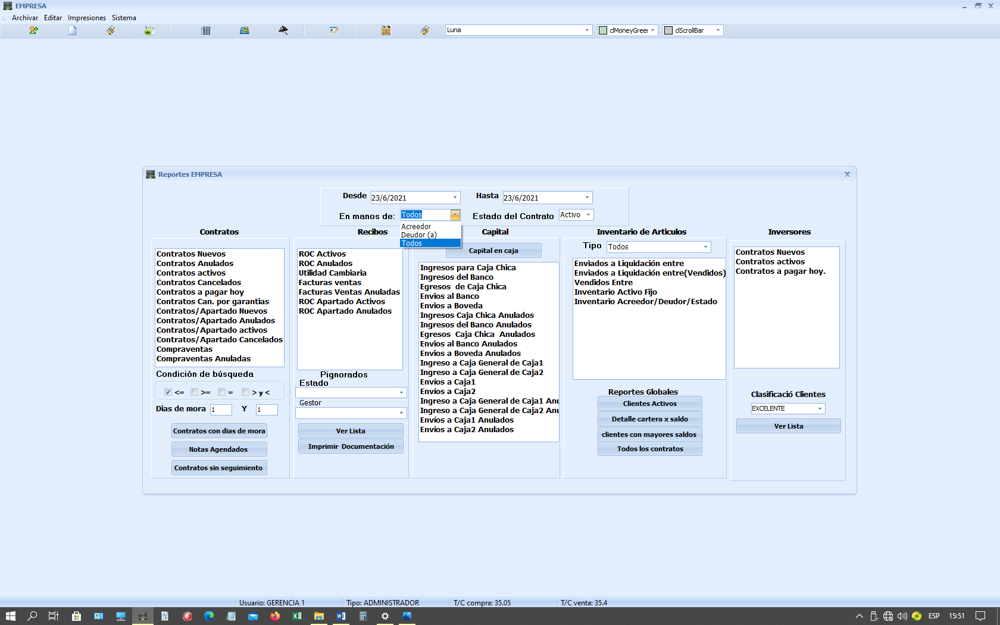 EMPRESA
Archivar Editar Impresiones Sistema
Luna
clMoneyGreei
clScrollBar
Reportes EMPRESA
Desde 23/6/2021 Hasta 23/6/2021
En manos de: Todos Estado del Contrato Activo
Acreedor
Deudor (a)
Todos
Contratos
Contratos Nuevos
Contratos Anulados
Contratos activos
Contratos Cancelados
Contratos a pagar hoy
Contratos Can. por garantias
Contratos/Apartado Nuevos
Contratos/Apartado Anulados
Contratos/Apartado activos
Contratos/Apartado Cancelados
Compraventas
Compraventas Anuladas
Condición de búsqueda
<= >= = > y <
Dias de mora 1 Y 1
Contratos con dias de mora
Notas Agendados
Contratos sin seguimiento
Recibos
ROC Activos
ROC Anulados
Utilidad Cambiaria
Facturas ventas
Facturas Ventas Anuladas
ROC Apartado Activos
ROC Apartado Anulados
Pignorados
Estado
Gestor
Ver Lista
Imprimir Documentación
Capital
Capital en caja
Ingresos para Caja Chica
Ingresos del Banco
Egresos de Caja Chica
Envios al Banco
Envios a Boveda
Ingresos Caja Chica Anulados
Ingresos del Banco Anulados
Egresos Caja Chica Anulados
Envios al Banco Anulados
Envios a Boveda Anulados
Ingreso a Caja General de Caja1
Ingreso a Caja General de Caja2
Envíos a Caja1
Envíos a Caja2
Ingreso a Caja General de Caja1 Anu
Ingreso a Caja General de Caja2 Anu
Envíos a Caja1 Anulados
Envíos a Caja2 Anulados
Inventario de Articulos
Tipo Todos
Enviados a Liquidación entre
Enviados a Liquidación entre(Vendidos)
Vendidos Entre
Inventario Activo Fijo
Inventario Acreedor/Deudor/Estado
Reportes Globales
Clientes Activos
Detalle cartera x saldo
clientes con mayores saldos
Todos los contratos
Inversores
Contratos Nuevos
Contratos activos
Contratos a pagar hoy.
Clasificació Clientes
EXCELENTE
Ver Lista
Usuario: GERENCIA 1 Tipo: ADMINISTRADOR T/C compra: 35.05 T/C venta: 35.4
ESP 15:51